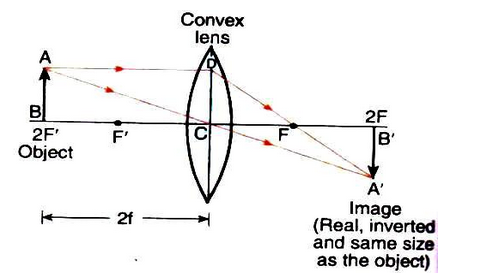 Convex
lens
A
D
B
2F'
Object
F'
C
F
2F
B'
A'
Image
(Real, inverted
and same size
as the object)
2f